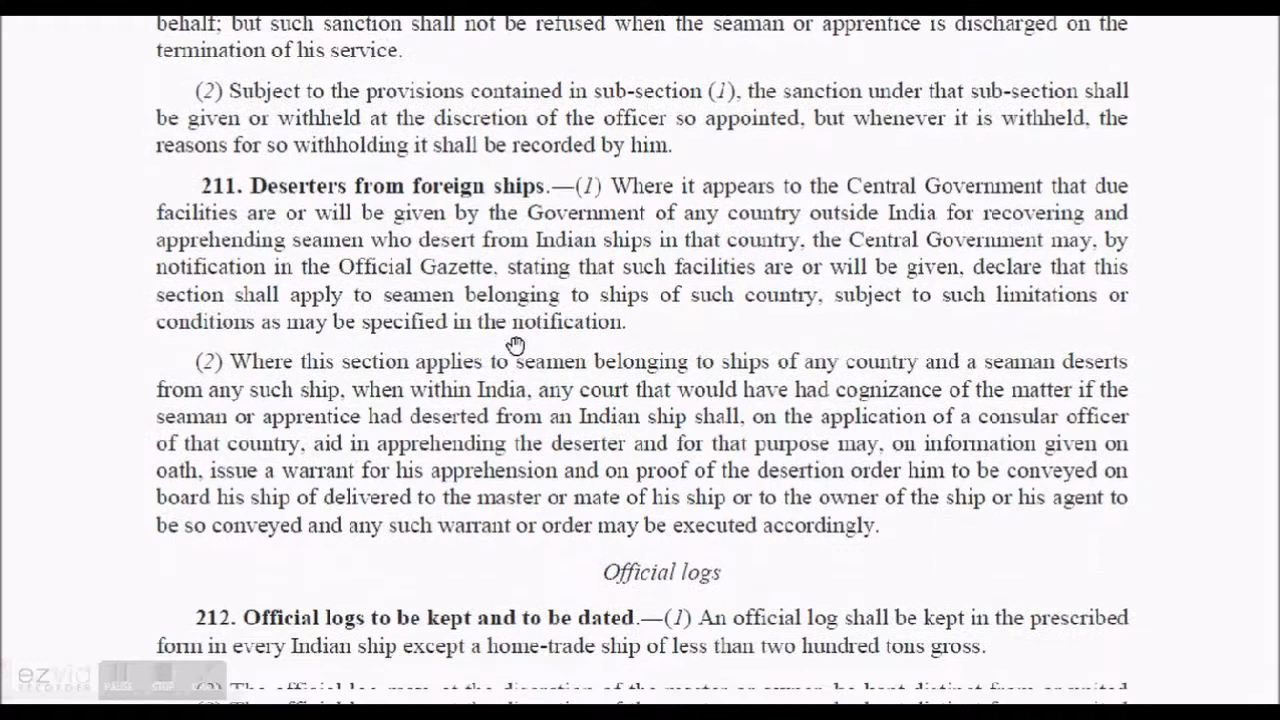 behalf; but such sanction shall not be refused when the seaman or apprentice is discharged on the
termination of his service.
(2) Subject to the provisions contained in sub-section (1), the sanction under that sub-section shall
be given or withheld at the discretion of the officer so appointed, but whenever it is withheld, the
reasons for so withholding it shall be recorded by him.
211. Deserters from foreign ships.—(1) Where it appears to the Central Government that due
facilities are or will be given by the Government of any country outside India for recovering and
apprehending seamen who desert from Indian ships in that country, the Central Government may, by
notification in the Official Gazette, stating that such facilities are or will be given, declare that this
section shall apply to seamen belonging to ships of such country, subject to such limitations or
conditions as may be specified in the notification.
(2) Where this section applies to seamen belonging to ships of any country and a seaman deserts
from any such ship, when within India, any court that would have had cognizance of the matter if the
seaman or apprentice had deserted from an Indian ship shall, on the application of a consular officer
of that country, aid in apprehending the deserter and for that purpose may, on information given on
oath, issue a warrant for his apprehension and on proof of the desertion order him to be conveyed on
board his ship of delivered to the master or mate of his ship or to the owner of the ship or his agent to
be so conveyed and any such warrant or order may be executed accordingly.
Official logs
212. Official logs to be kept and to be dated.—(1) An official log shall be kept in the prescribed
form in every Indian ship except a home-trade ship of less than two hundred tons gross.
ezvid
RECORDER
PAUSE
STOP